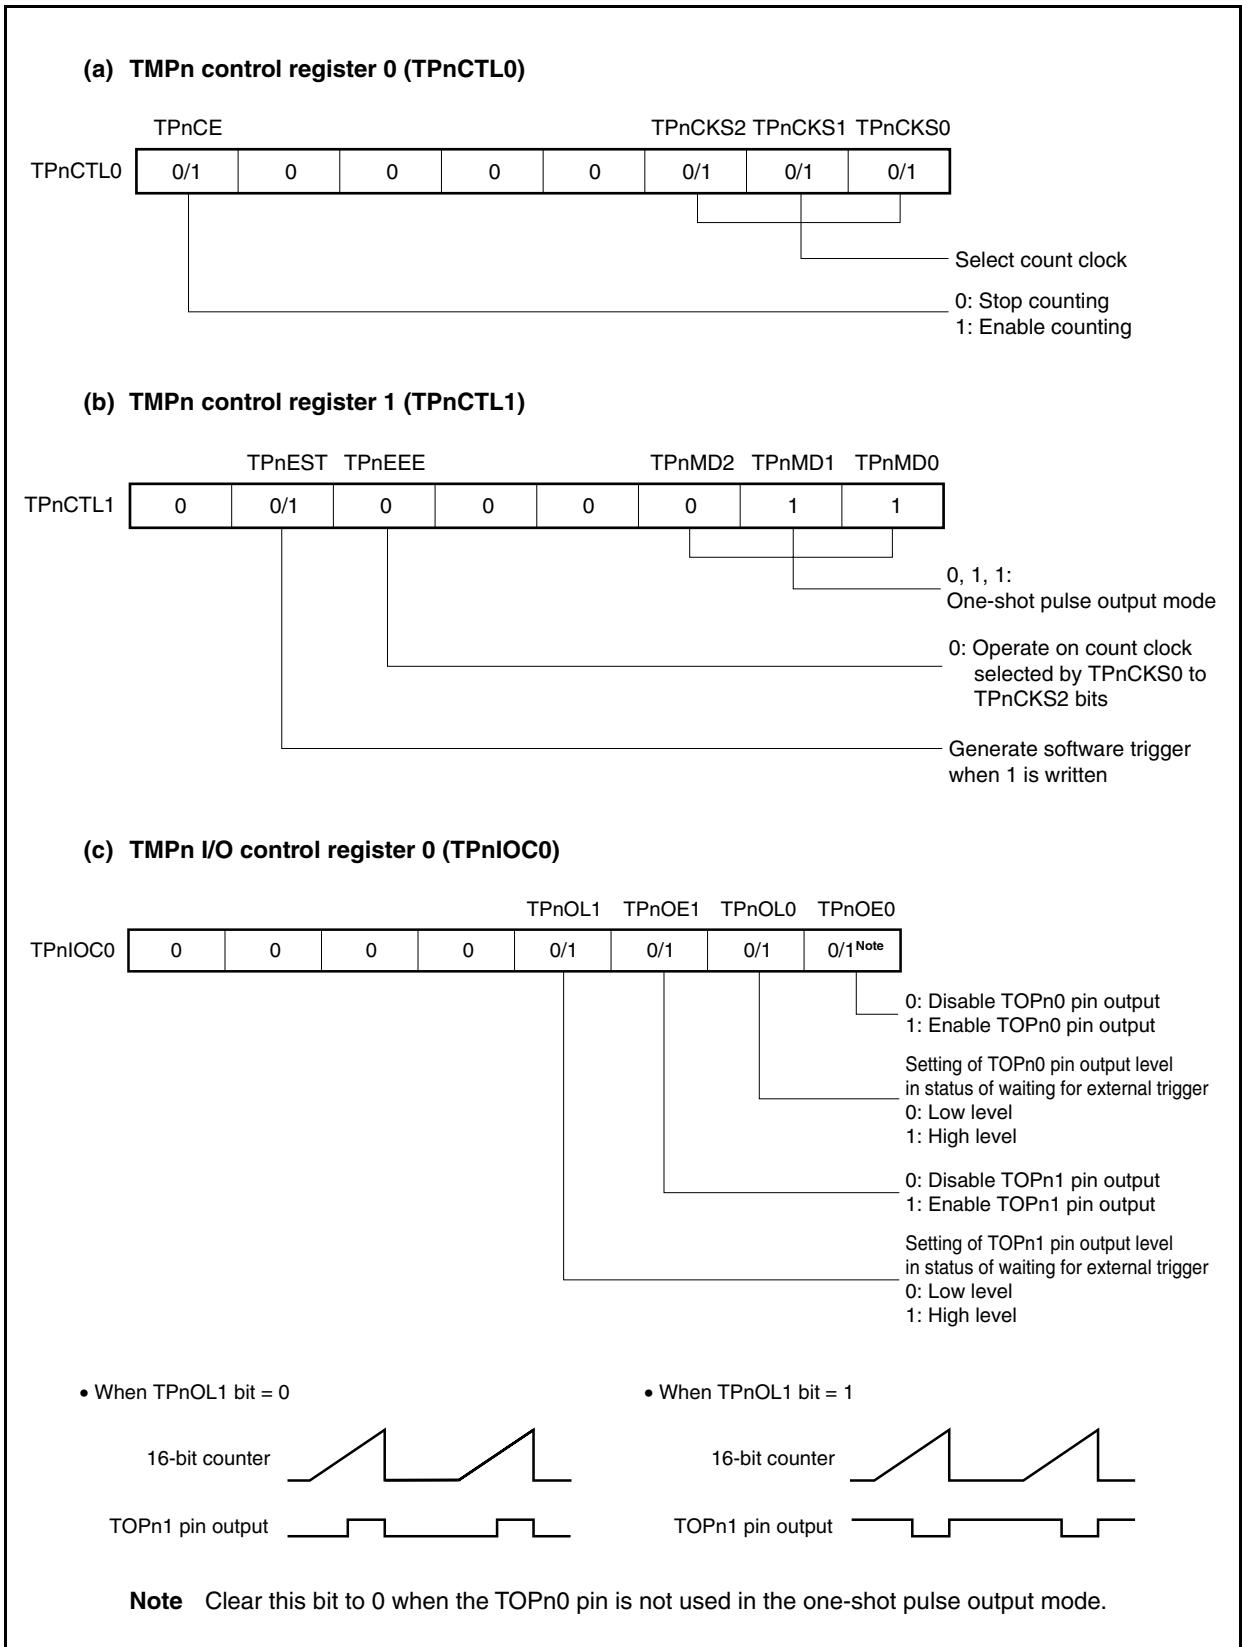 (a) TMPn control register 0 (TPnCTL0)
TPnCE TPnCKS2 TPnCKS1 TPnCKS0
TPnCTL0 0/1 0 0 0 0 0/1 0/1 0/1
Select count clock
0: Stop counting
1: Enable counting
(b) TMPn control register 1 (TPnCTL1)
TPnEST TPnEEE TPnMD2 TPnMD1 TPnMD0
TPnCTL1 0 0/1 0 0 0 0 1 1
0, 1, 1:
One-shot pulse output mode
0: Operate on count clock
selected by TPnCKS0 to
TPnCKS2 bits
Generate software trigger
when 1 is written
(c) TMPn I/O control register 0 (TPnIOC0)
TPnOL1 TPnOE1 TPnOL0 TPnOE0
TPnIOC0 0 0 0 0 0/1 0/1 0/1 0/1Note
0: Disable TOPn0 pin output
1: Enable TOPn0 pin output
Setting of TOPn0 pin output level
in status of waiting for external trigger
0: Low level
1: High level
0: Disable TOPn1 pin output
1: Enable TOPn1 pin output
Setting of TOPn1 pin output level
in status of waiting for external trigger
0: Low level
1: High level
• When TPnOL1 bit = 0
16-bit counter
TOPn1 pin output
• When TPnOL1 bit = 1
16-bit counter
TOPn1 pin output
Note Clear this bit to 0 when the TOPn0 pin is not used in the one-shot pulse output mode.